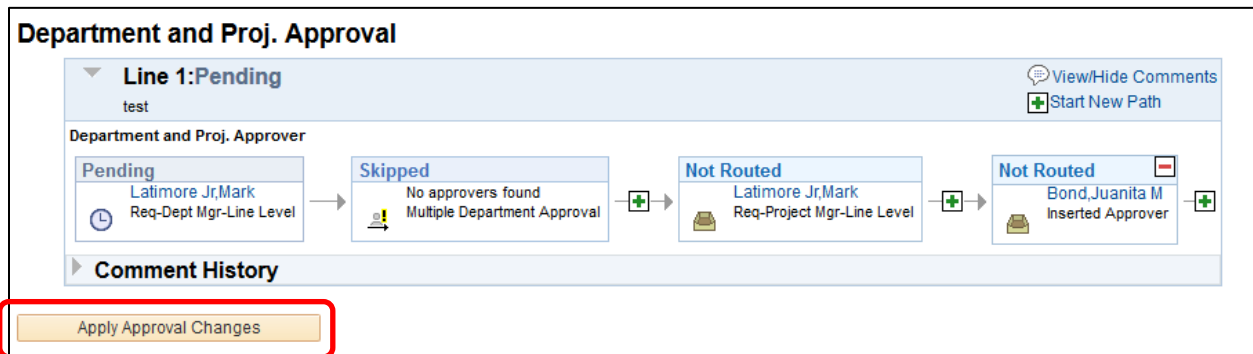 Department and Proj. Approval
Line 1:Pending
View/Hide Comments
test
Start New Path
Department and Proj. Approver
Pending
Latimore Jr,Mark
Req-Dept Mgr-Line Level
Skipped
No approvers found
Multiple Department Approval
Not Routed
Latimore Jr,Mark
Req-Project Mgr-Line Level
Not Routed
Bond,Juanita M
Inserted Approver
Comment History
Apply Approval Changes